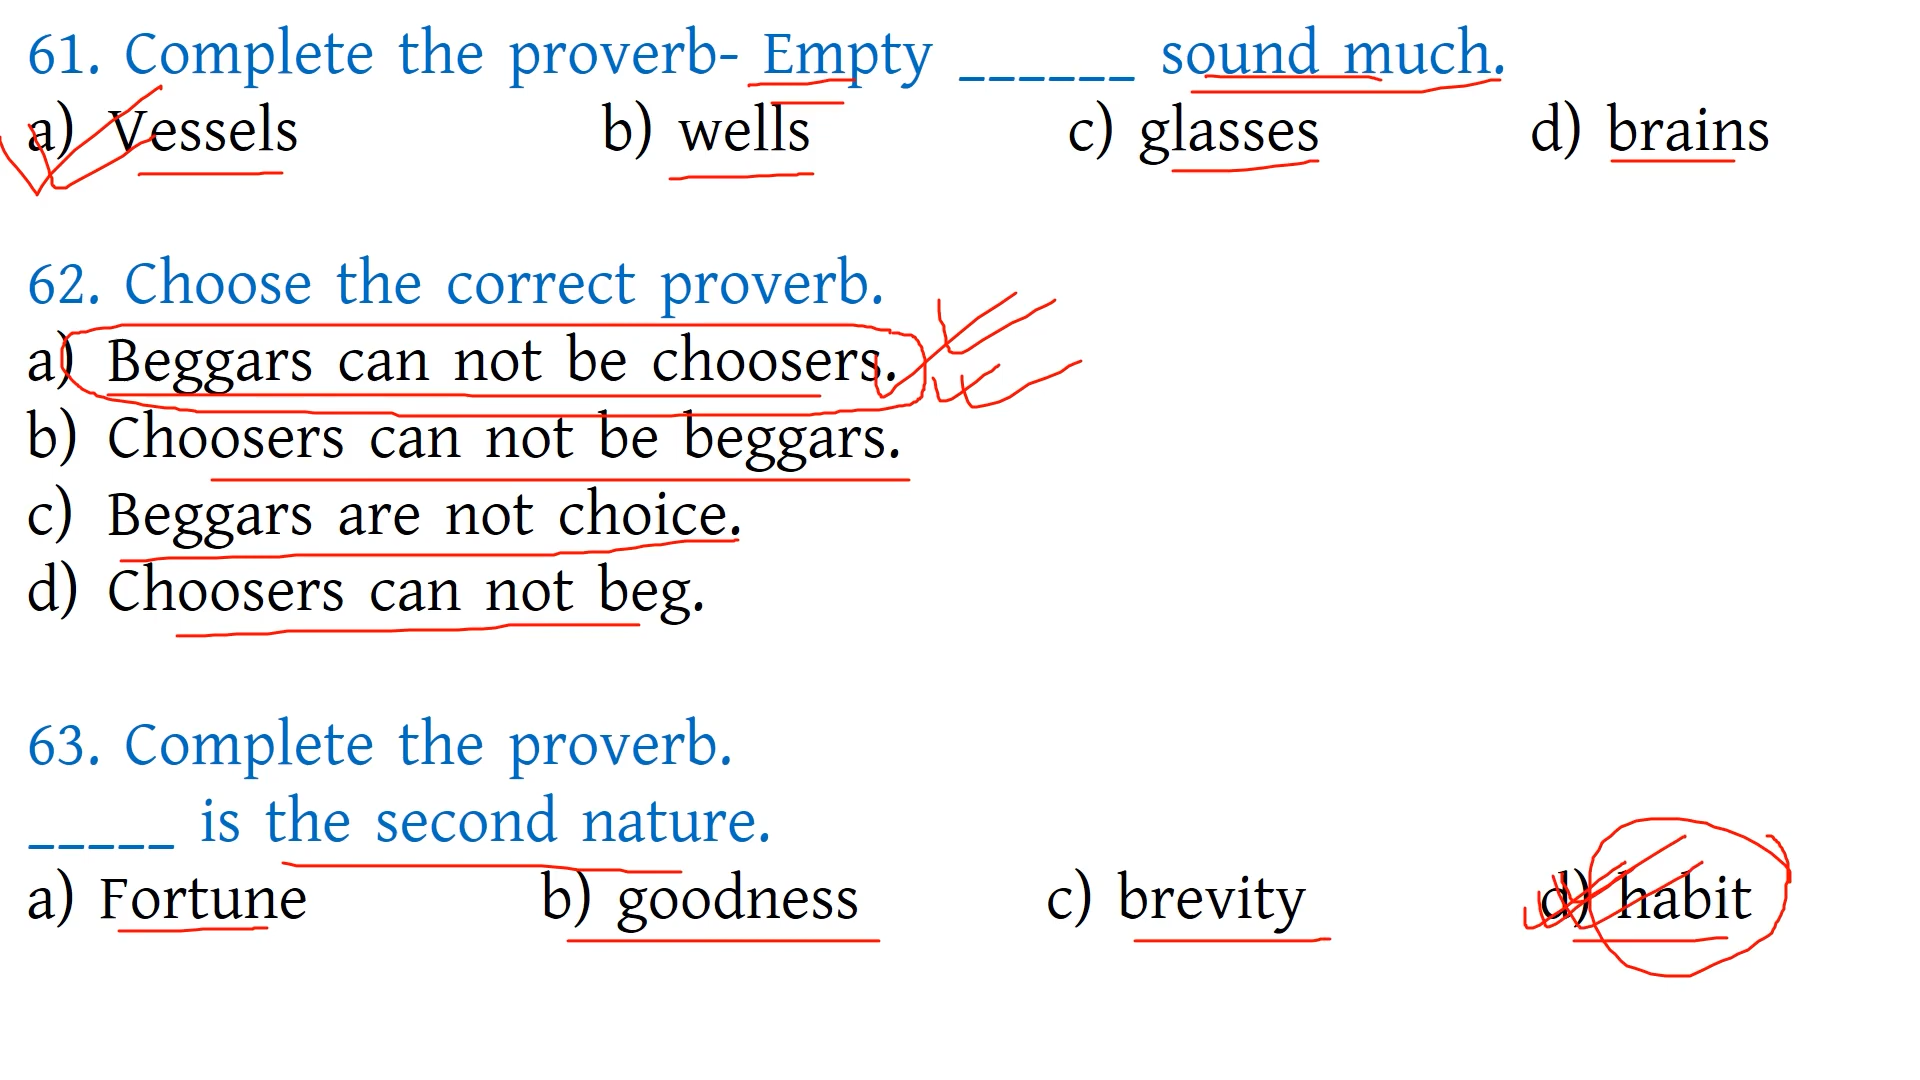 61. Complete the proverb- Empty ______ sound much.
a) Vessels b) wells c) glasses d) brains
62. Choose the correct proverb.
a) Beggars can not be choosers.
b) Choosers can not be beggars.
c) Beggars are not choice.
d) Choosers can not beg.
63. Complete the proverb.
_____ is the second nature.
a) Fortune b) goodness c) brevity d) habit